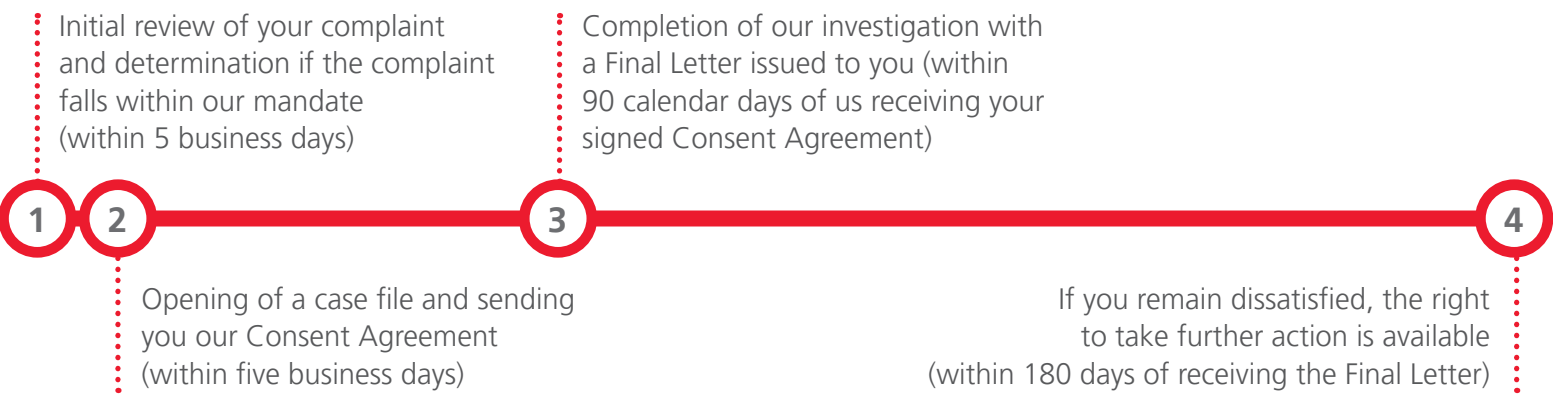 Initial review of your complaint
and determination if the complaint
falls within our mandate
(within 5 business days)
Completion of our investigation with
a Final Letter issued to you (within
90 calendar days of us receiving your
signed Consent Agreement)
1
2
3
4
Opening of a case file and sending
you our Consent Agreement
(within five business days)
If you remain dissatisfied, the right
to take further action is available
(within 180 days of receiving the Final Letter)